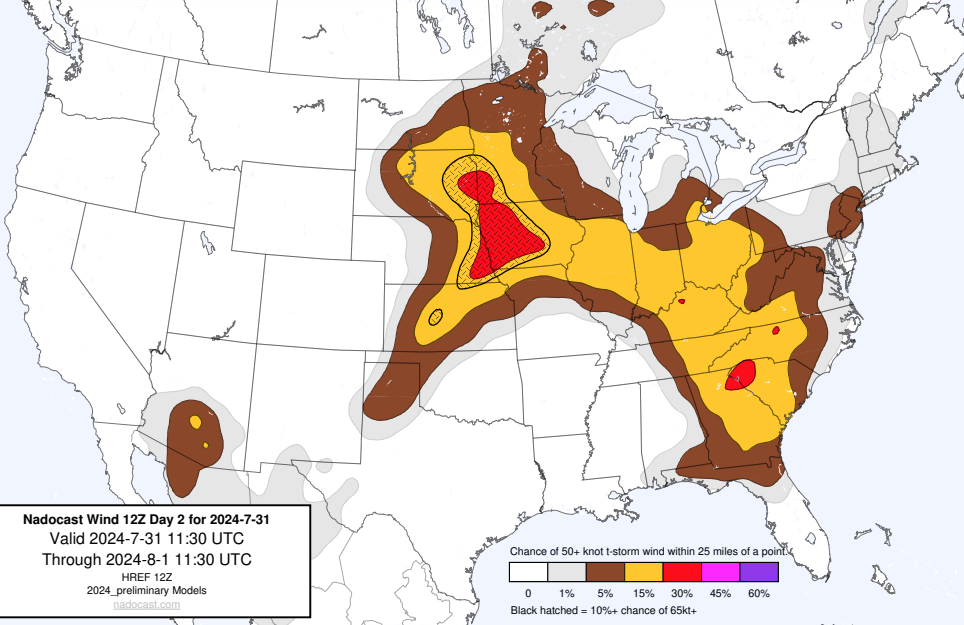 Nadocast Wind 12Z Day 2 for 2024-7-31
Valid 2024-7-31 11:30 UTC
Through 2024-8-1 11:30 UTC
HREF 12Z
2024_preliminary Models
nadocast.com
Chance of 50+ knot t-storm wind within 25 miles of a point.
0 1% 5% 15% 30% 45% 60%
Black hatched = 10%+ chance of 65kt+